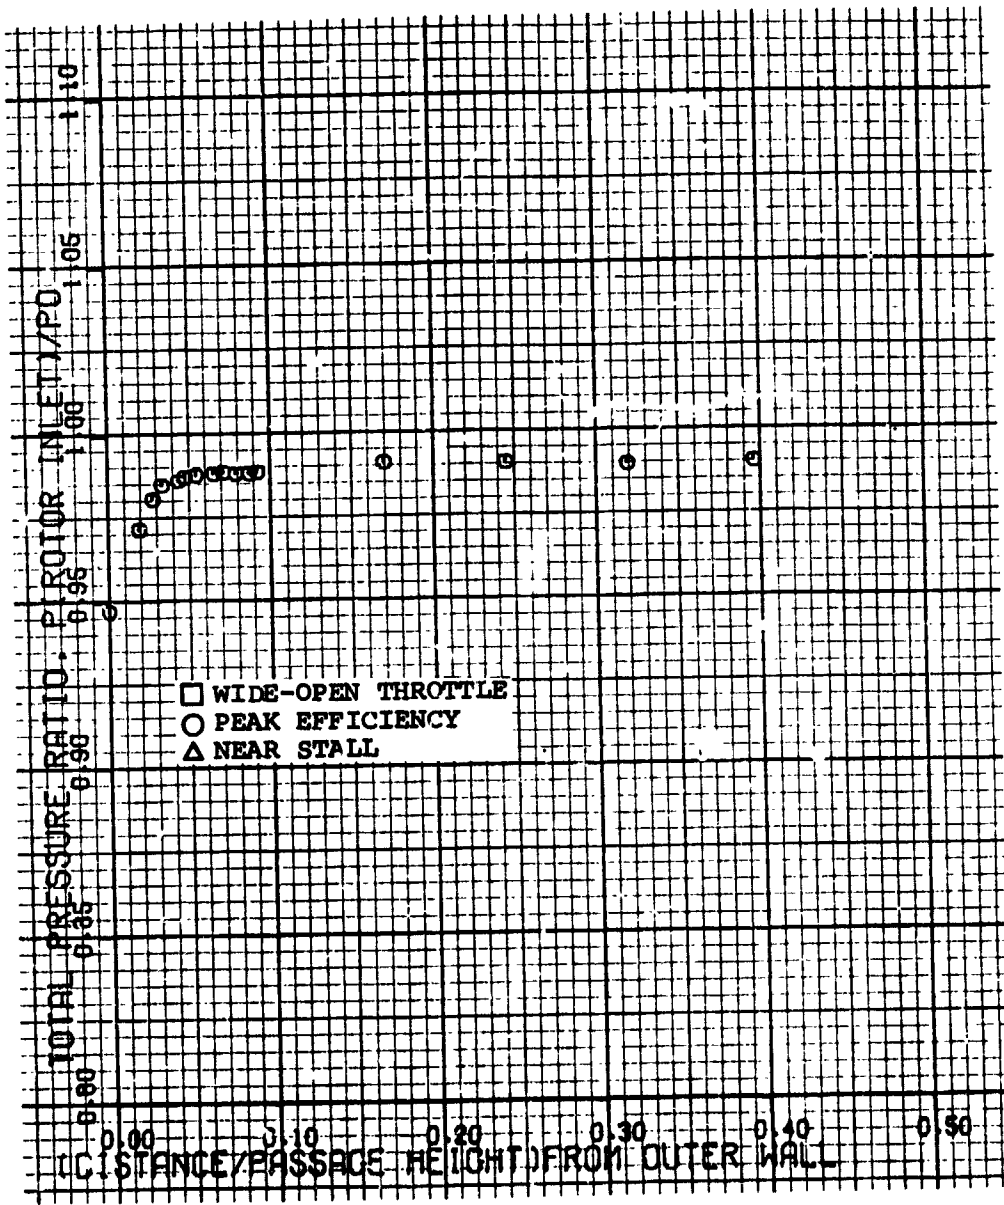 1.10
1.05
1.00
0.95
0.90
0.85
0.80
TOTAL PRESSURE RATIO, P(ROTOR INLET)/PO
□ WIDE-OPEN THROTTLE
○ PEAK EFFICIENCY
△ NEAR STALL
0.00 0.10 0.20 0.30 0.40 0.50
(DISTANCE/PASSAGE HEIGHT)FROM OUTER WALL